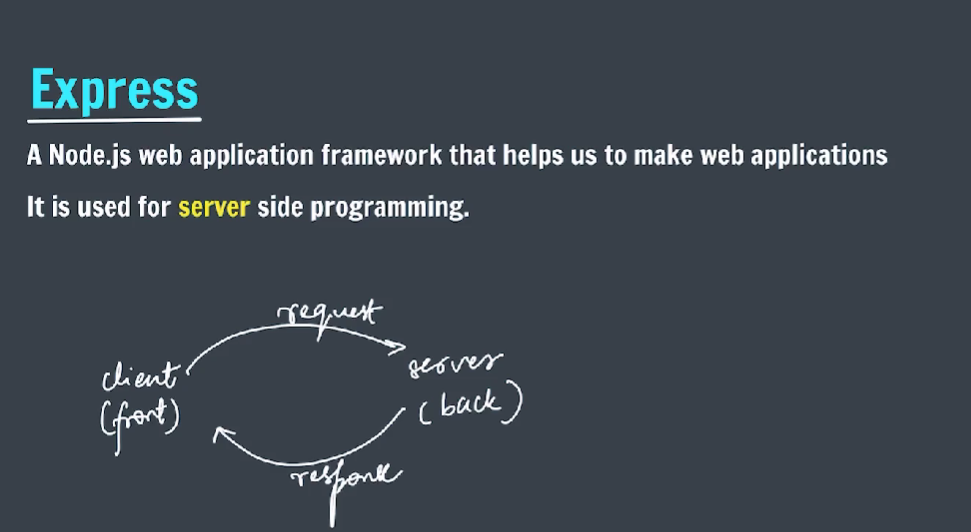 Express
A Node.js web application framework that helps us to make web applications
It is used for server side programming.
request
client
(front)
server
(back)
response